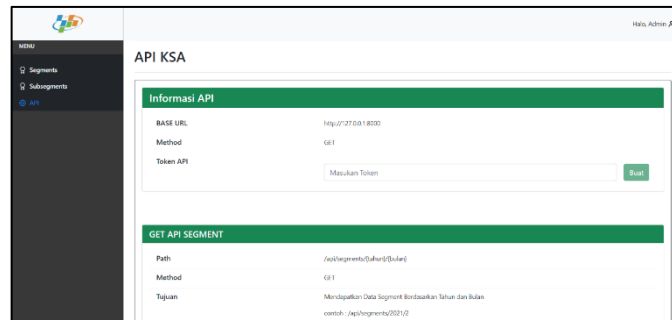 Halo, Admin
MENU
API KSA
Segments
Subsegments
API
Informasi API
BASE URL
http://127.0.0.1:8000
Method
GET
Token API
Masukan Token
Buat
GET API SEGMENT
Path
/api/segments/{tahun}/{bulan}
Method
GET
Tujuan
Mendapatkan Data Segment Berdasarkan Tahun dan Bulan
contoh : /api/segments/2021/2